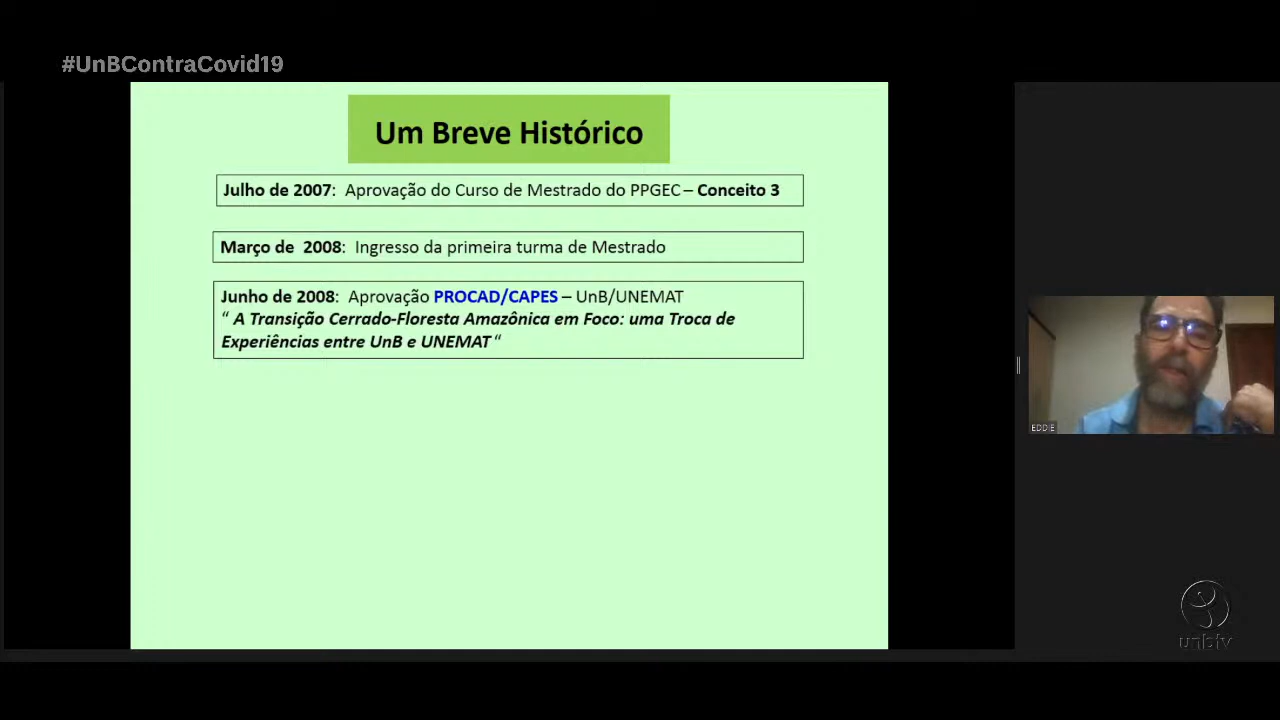 #UnBContraCovid19
Um Breve Histórico
Julho de 2007: Aprovação do Curso de Mestrado do PPGEC – Conceito 3
Março de 2008: Ingresso da primeira turma de Mestrado
Junho de 2008: Aprovação PROCAD/CAPES – UnB/UNEMAT
“ A Transição Cerrado-Floresta Amazônica em Foco: uma Troca de
Experiências entre UnB e UNEMAT “
EDDIE
unbtv